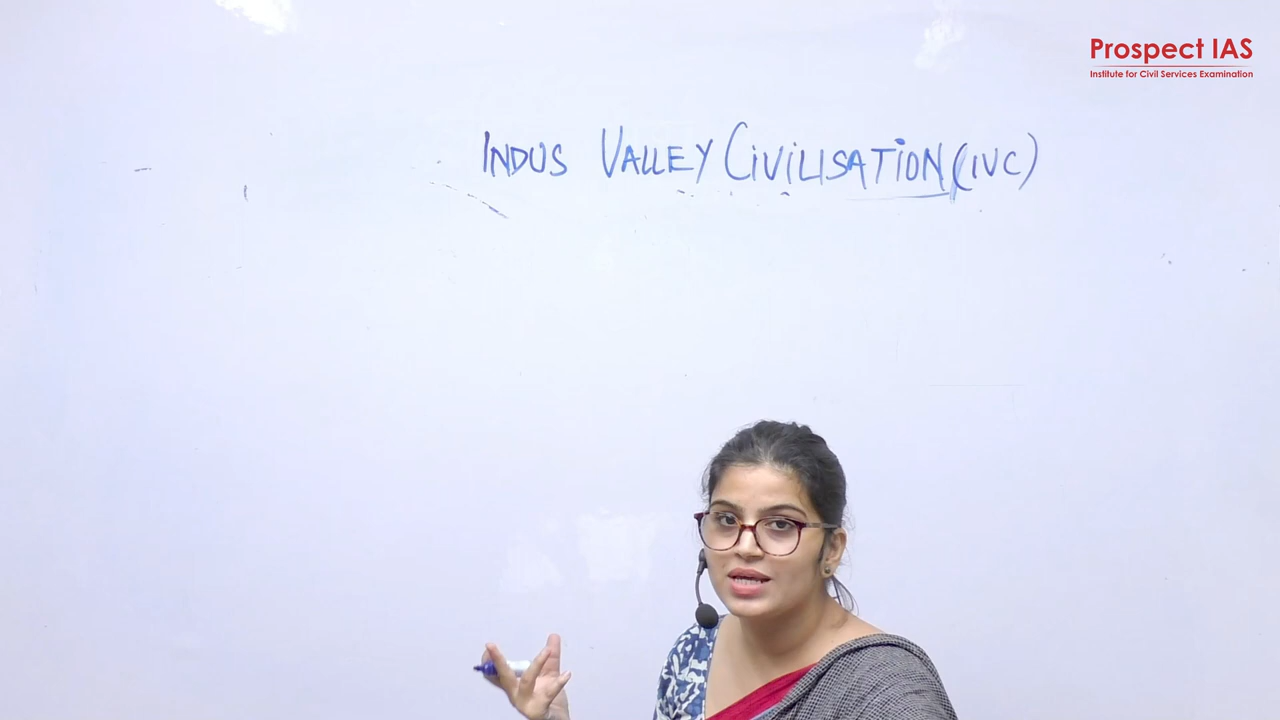 Prospect IAS
Institute for Civil Services Examination
INDUS VALLEY CIVILISATION (IVC)